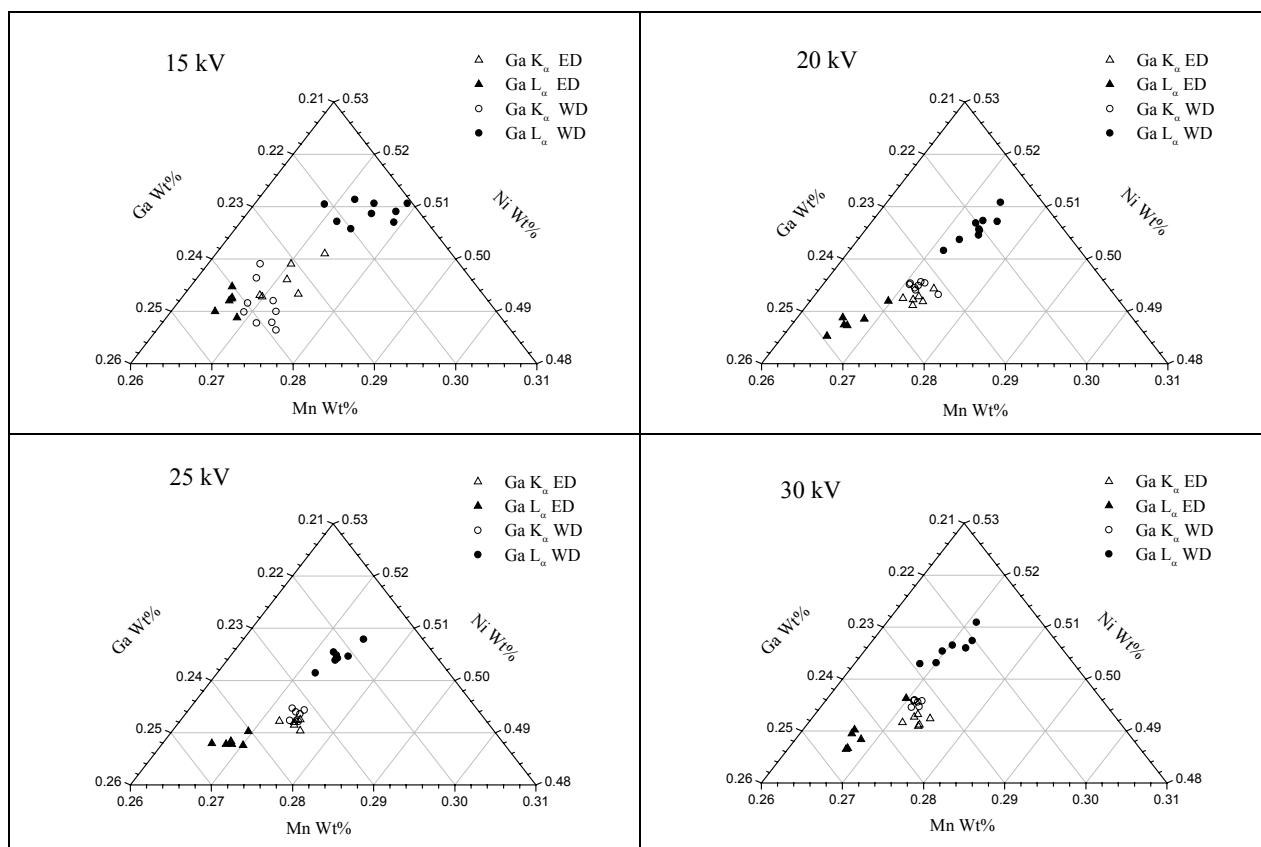 15 kV
Ga Kα ED
Ga Lα ED
Ga Kα WD
Ga Lα WD
0.21 0.53
0.22 0.52
0.23 0.51
0.24 0.50
0.25 0.49
0.26 0.48
Ga Wt%
Ni Wt%
0.26 0.27 0.28 0.29 0.30 0.31
Mn Wt%
20 kV
Ga Kα ED
Ga Lα ED
Ga Kα WD
Ga Lα WD
0.21 0.53
0.22 0.52
0.23 0.51
0.24 0.50
0.25 0.49
0.26 0.48
Ga Wt%
Ni Wt%
0.26 0.27 0.28 0.29 0.30 0.31
Mn Wt%
25 kV
Ga Kα ED
Ga Lα ED
Ga Kα WD
Ga Lα WD
0.21 0.53
0.22 0.52
0.23 0.51
0.24 0.50
0.25 0.49
0.26 0.48
Ga Wt%
Ni Wt%
0.26 0.27 0.28 0.29 0.30 0.31
Mn Wt%
30 kV
Ga Kα ED
Ga Lα ED
Ga Kα WD
Ga Lα WD
0.21 0.53
0.22 0.52
0.23 0.51
0.24 0.50
0.25 0.49
0.26 0.48
Ga Wt%
Ni Wt%
0.26 0.27 0.28 0.29 0.30 0.31
Mn Wt%